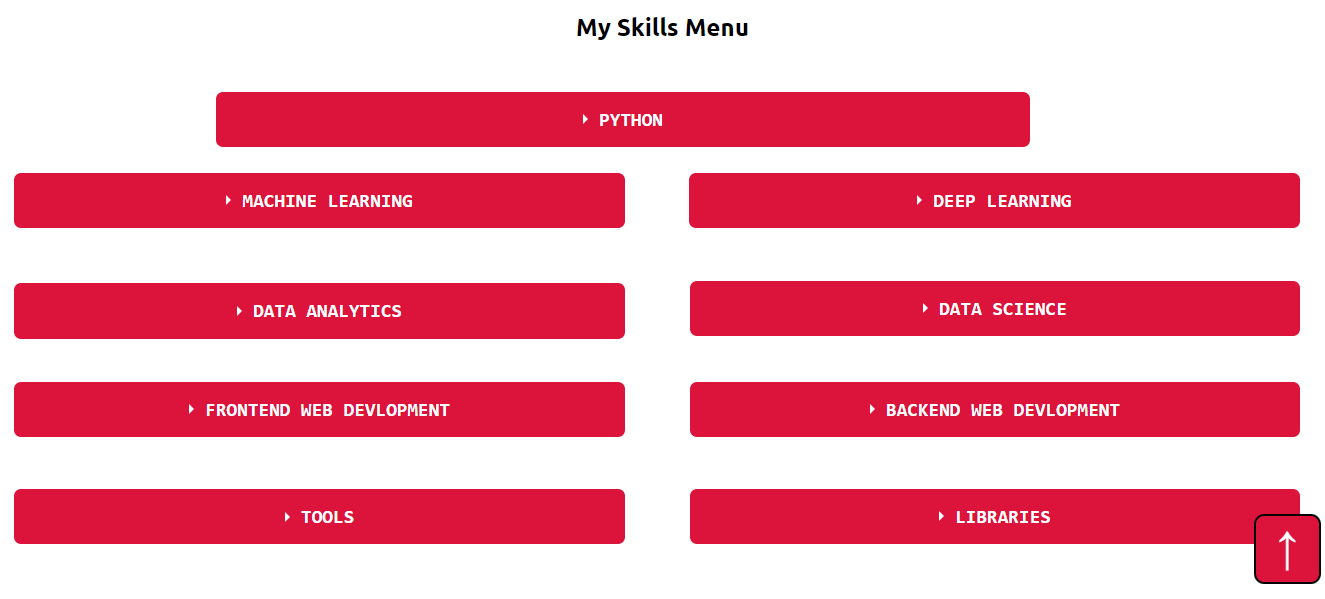 My Skills Menu
PYTHON
MACHINE LEARNING
DEEP LEARNING
DATA ANALYTICS
DATA SCIENCE
FRONTEND WEB DEVLOPMENT
BACKEND WEB DEVLOPMENT
TOOLS
LIBRARIES